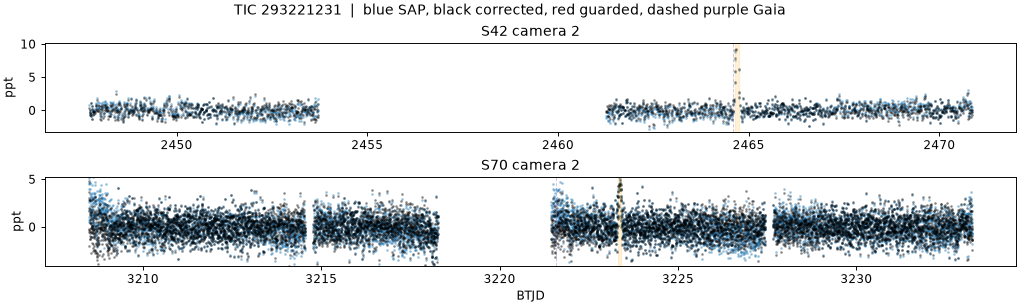 TIC 293221231 | blue SAP, black corrected, red guarded, dashed purple Gaia
S42 camera 2
10
5
0
ppt
2450 2455 2460 2465 2470
S70 camera 2
5
0
ppt
3210 3215 3220 3225 3230
BTJD